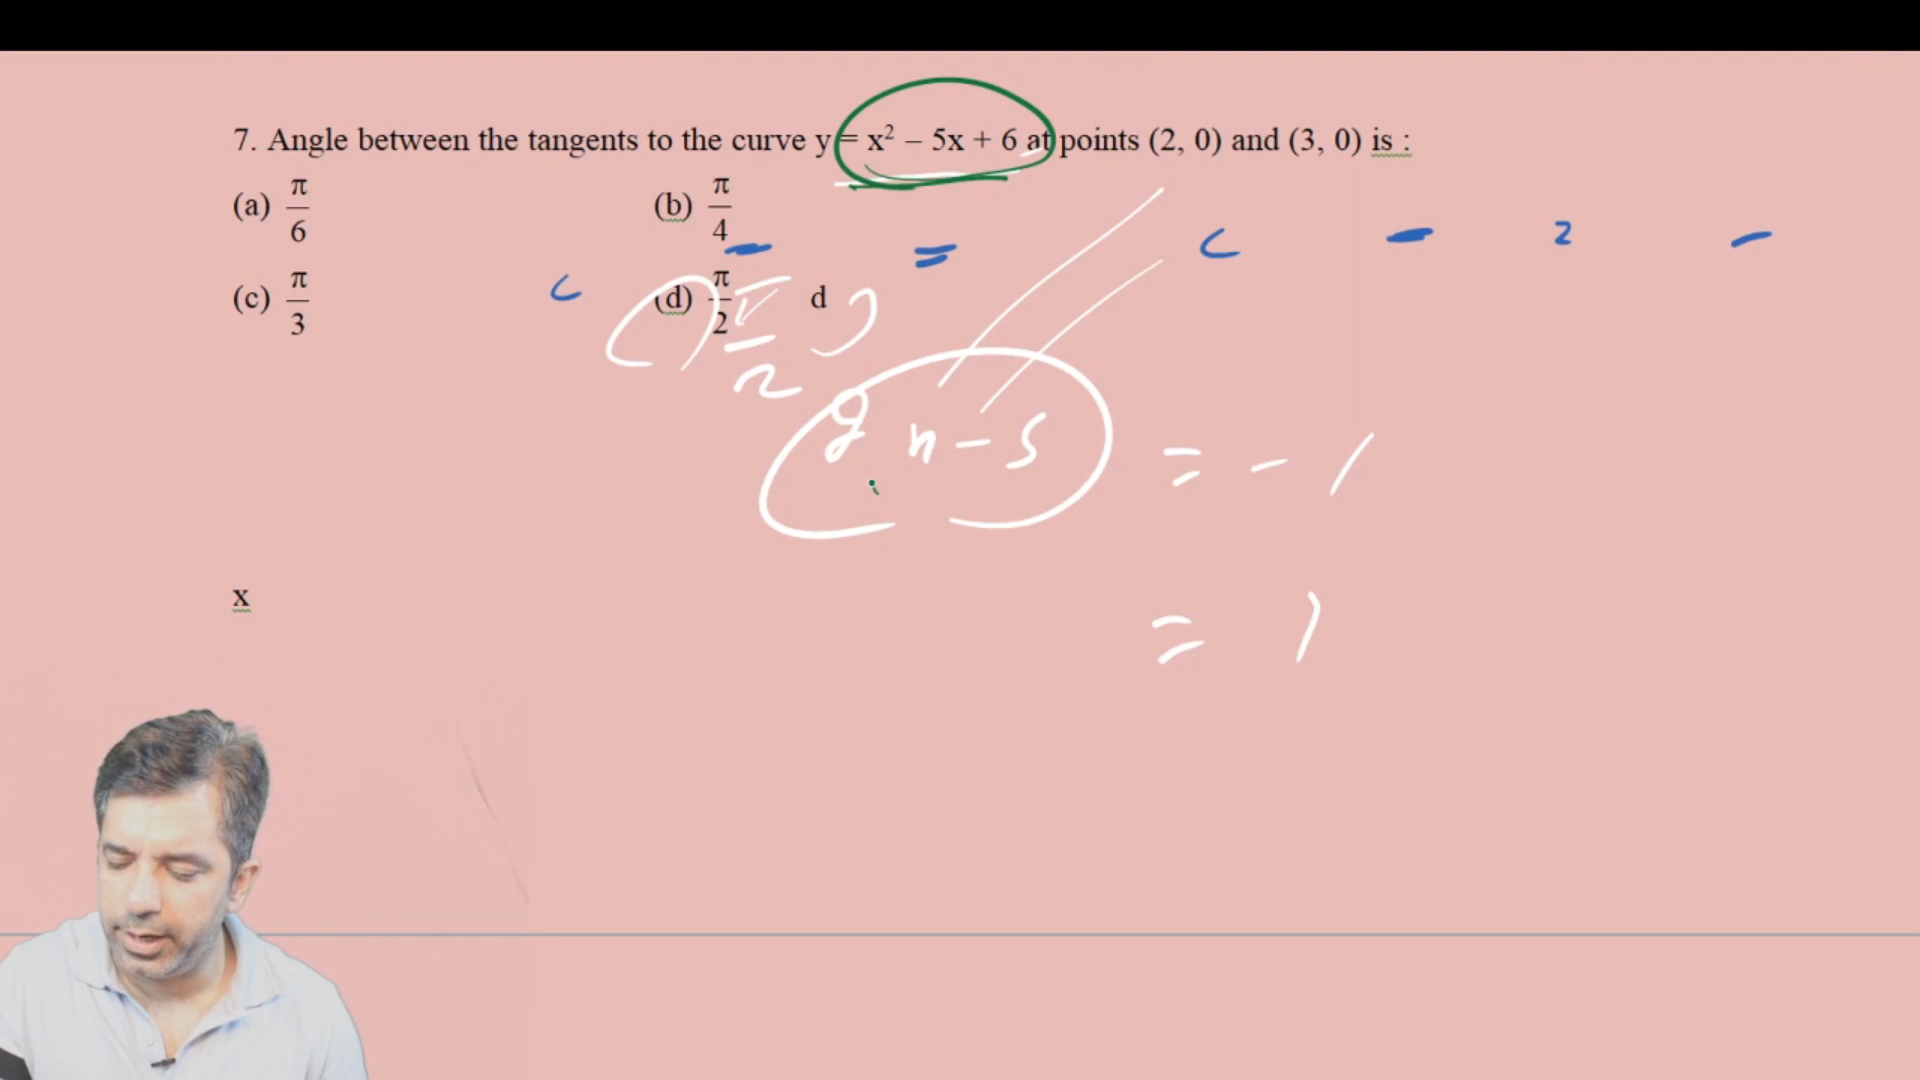 7. Angle between the tangents to the curve y = x² – 5x + 6 at points (2, 0) and (3, 0) is :
(a) π/6 (b) π/4
(c) π/3 (d) π/2 d
π/2
2x – 5 = – 1
= 1
x